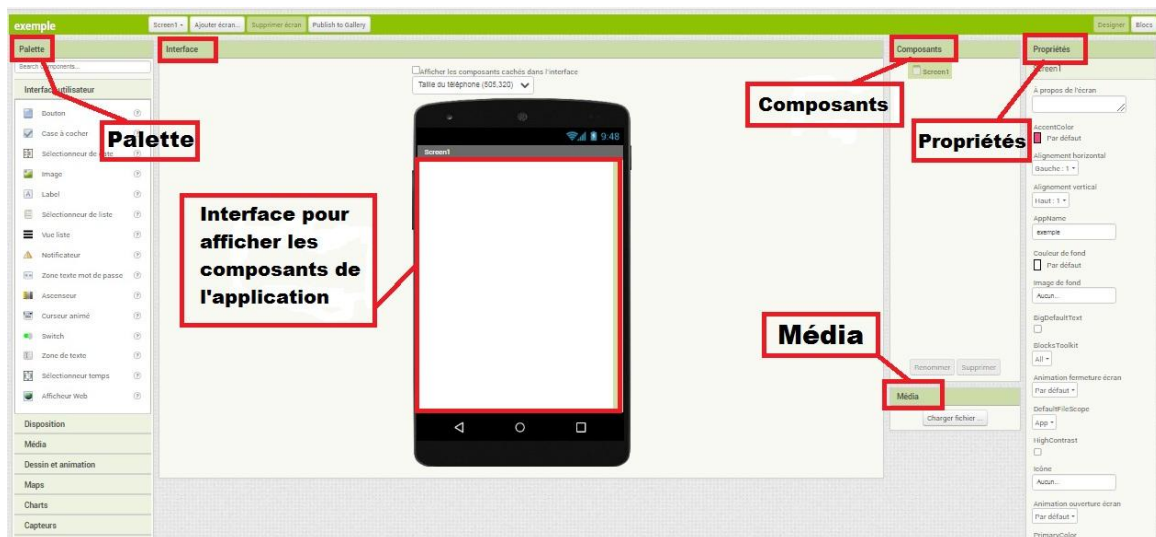 exemple
Screen1
Ajouter écran...
Supprimer écran
Publish to Gallery
Designer
Blocs
Palette
Search Components...
Interface utilisateur
Bouton
Case à cocher
Sélectionneur de date
Image
Label
Sélectionneur de liste
Vue liste
Notificateur
Zone texte mot de passe
Ascenseur
Curseur animé
Switch
Zone de texte
Sélectionneur temps
Afficheur Web
Disposition
Média
Dessin et animation
Maps
Charts
Capteurs
Palette
Interface
Afficher les composants cachés dans l'interface
Taille du téléphone (505,320)
9:48
Screen1
Interface pour
afficher les
composants de
l'application
Composants
Screen1
Composants
Renommer
Supprimer
Média
Média
Charger fichier ...
Propriétés
Screen1
Propriétés
À propos de l'écran
AccentColor
Par défaut
Alignement horizontal
Gauche : 1
Alignement vertical
Haut : 1
AppName
exemple
Couleur de fond
Par défaut
Image de fond
Aucun...
BigDefaultText
BlocksToolkit
All
Animation fermeture écran
Par défaut
DefaultFileScope
App
HighContrast
Icône
Aucun...
Animation ouverture écran
Par défaut
PrimaryColor